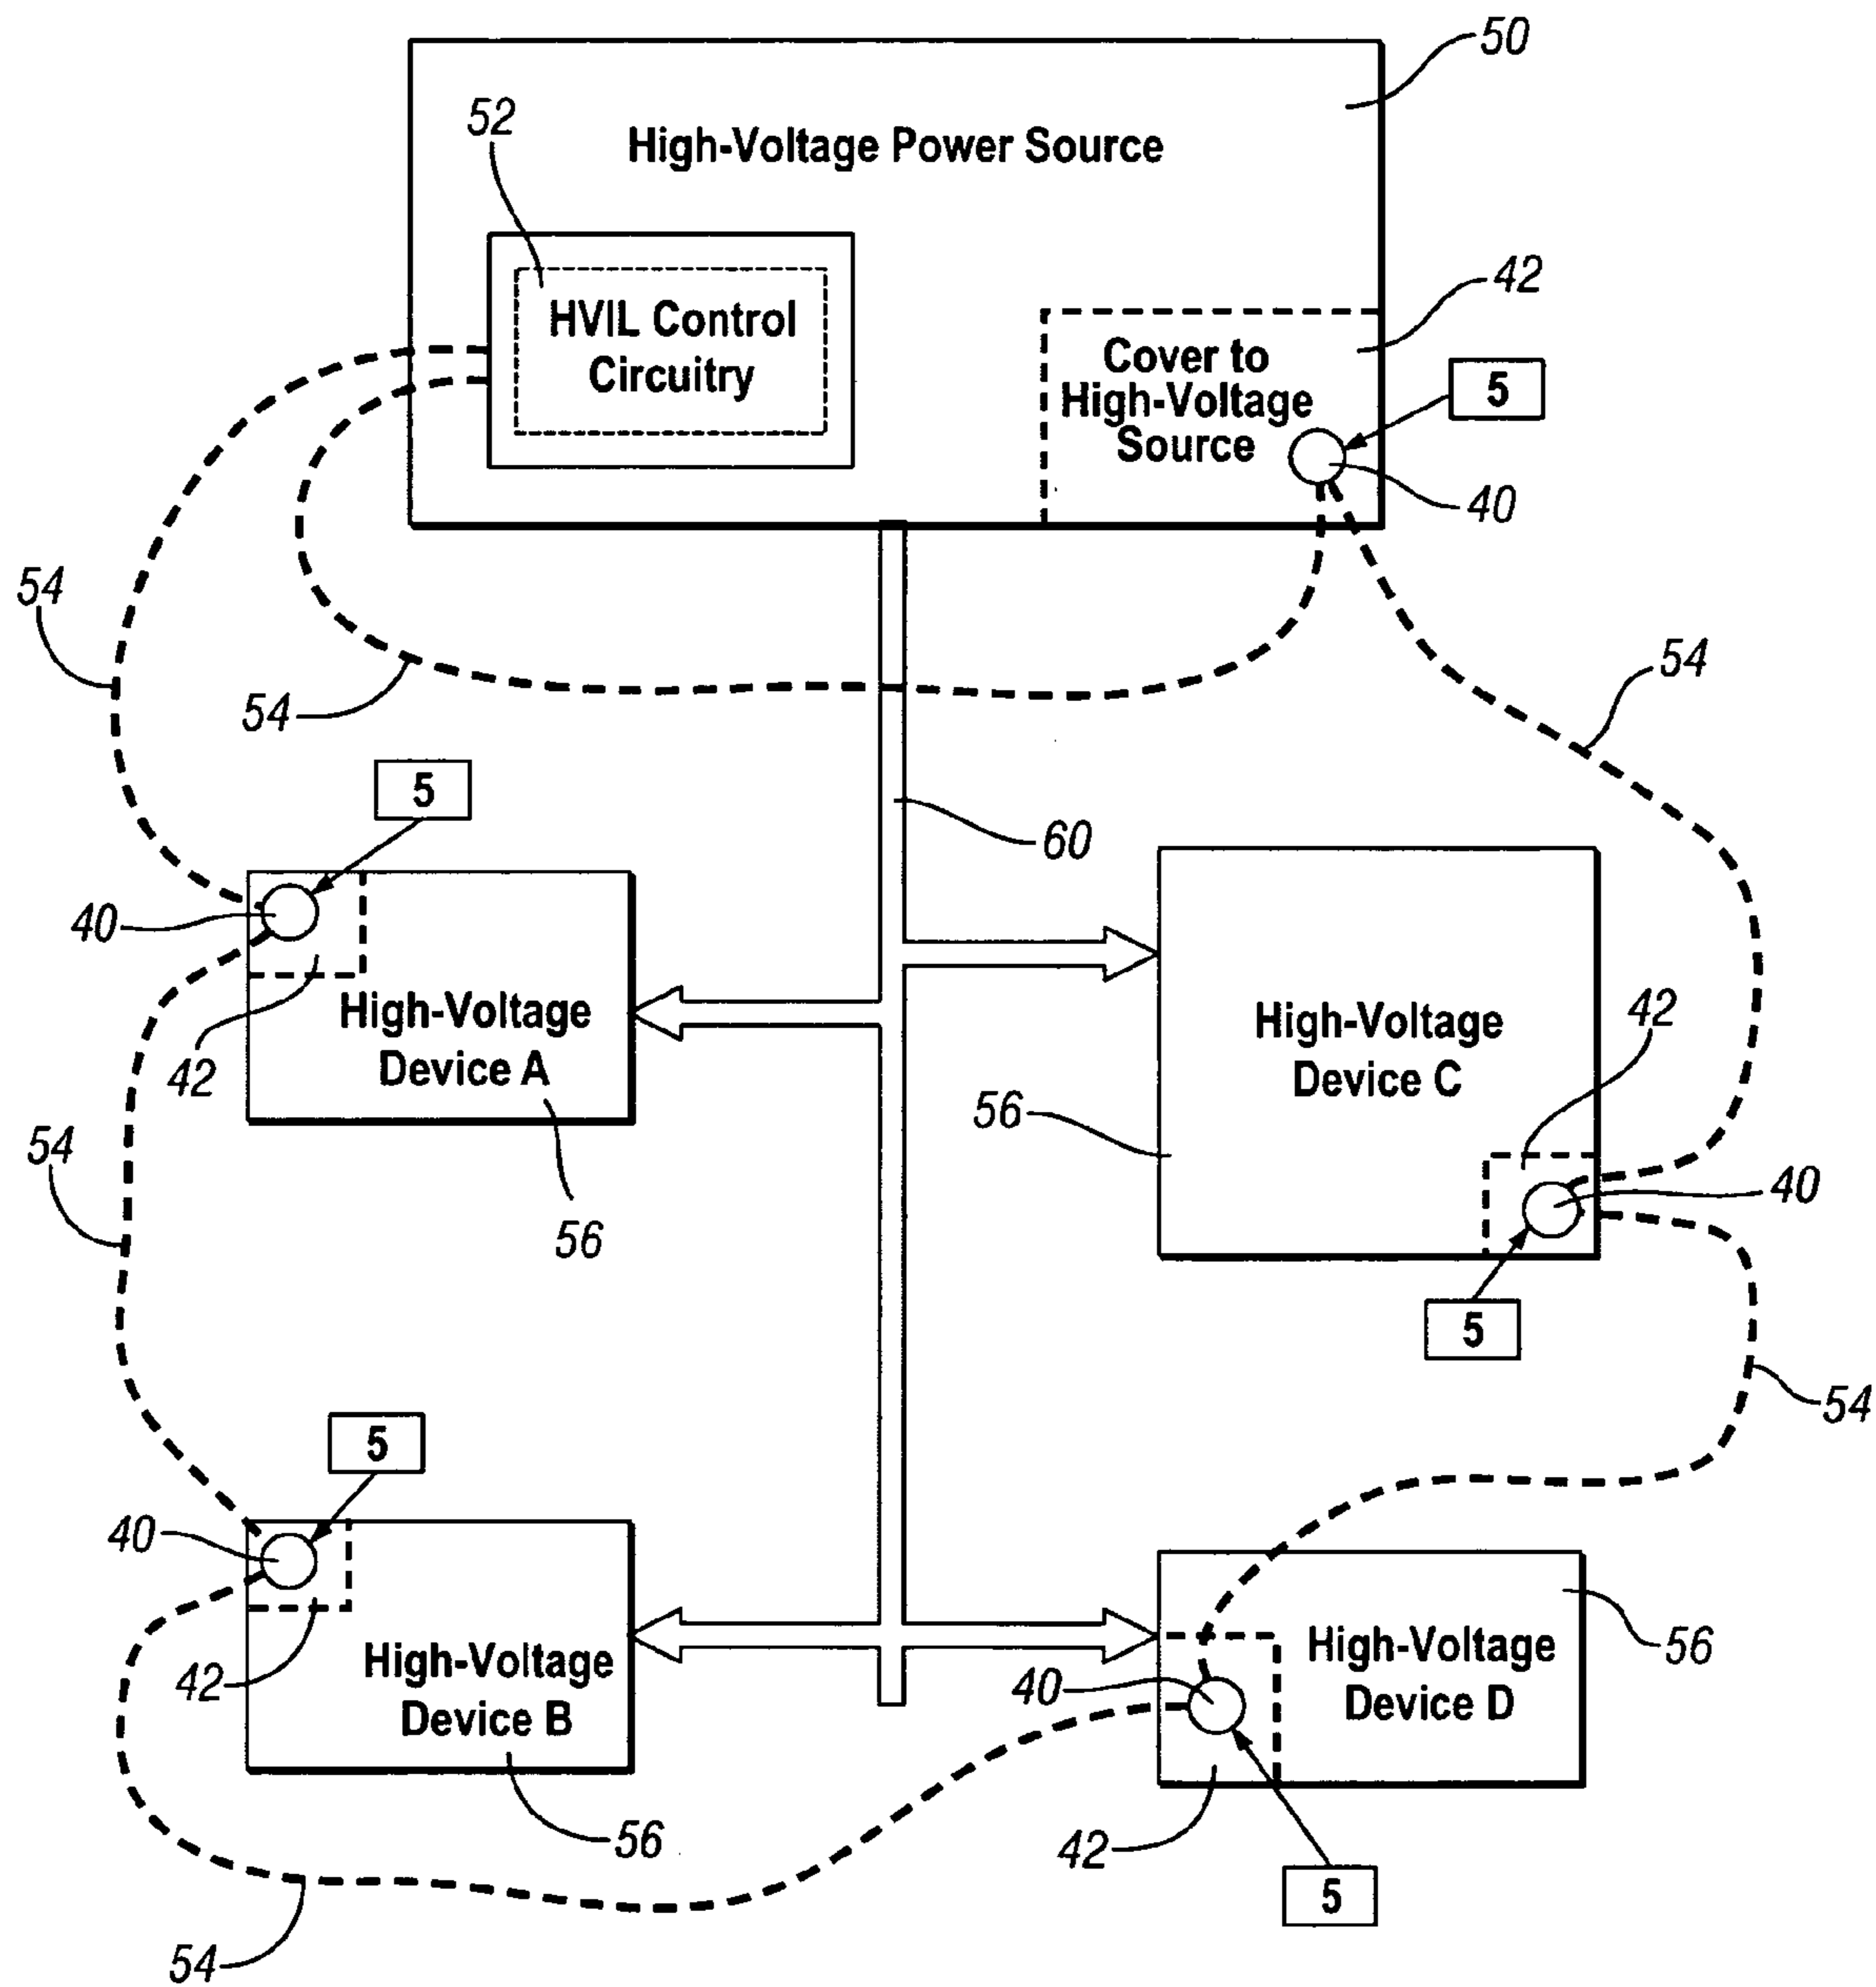 50
52
High-Voltage Power Source
42
HVIL Control
Circuitry
Cover to
High-Voltage
Source
5
40
54
54
54
5
60
40
42
High-Voltage
Device A
High-Voltage
Device C
42
56
54
56
40
5
54
5
40
42
High-Voltage
Device B
40
High-Voltage
Device D
56
56
42
5
54